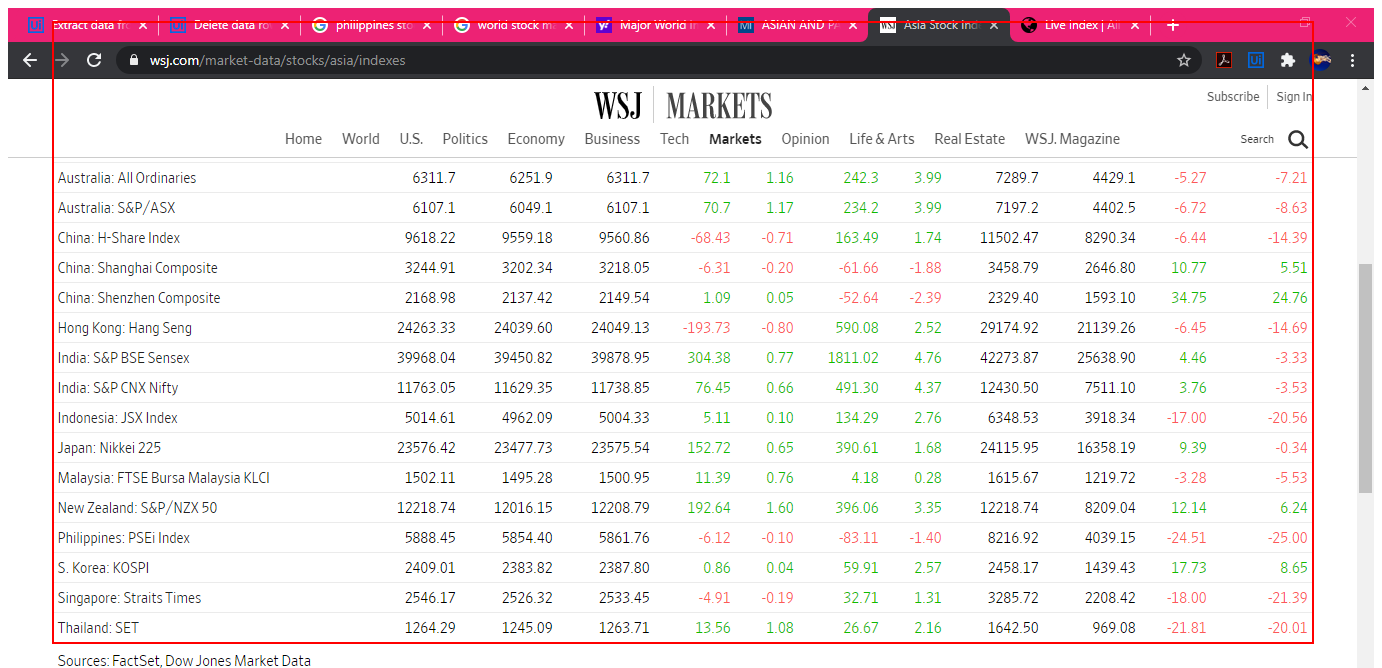 Extract data fro Delete data ro philippines sto world stock ma Major World in ASIAN AND PA Asia Stock Ind Live index | All
wsj.com/market-data/stocks/asia/indexes
Subscribe Sign In
WSJ MARKETS
Home World U.S. Politics Economy Business Tech Markets Opinion Life & Arts Real Estate WSJ. Magazine Search
Australia: All Ordinaries 6311.7 6251.9 6311.7 72.1 1.16 242.3 3.99 7289.7 4429.1 -5.27 -7.21
Australia: S&P/ASX 6107.1 6049.1 6107.1 70.7 1.17 234.2 3.99 7197.2 4402.5 -6.72 -8.63
China: H-Share Index 9618.22 9559.18 9560.86 -68.43 -0.71 163.49 1.74 11502.47 8290.34 -6.44 -14.39
China: Shanghai Composite 3244.91 3202.34 3218.05 -6.31 -0.20 -61.66 -1.88 3458.79 2646.80 10.77 5.51
China: Shenzhen Composite 2168.98 2137.42 2149.54 1.09 0.05 -52.64 -2.39 2329.40 1593.10 34.75 24.76
Hong Kong: Hang Seng 24263.33 24039.60 24049.13 -193.73 -0.80 590.08 2.52 29174.92 21139.26 -6.45 -14.69
India: S&P BSE Sensex 39968.04 39450.82 39878.95 304.38 0.77 1811.02 4.76 42273.87 25638.90 4.46 -3.33
India: S&P CNX Nifty 11763.05 11629.35 11738.85 76.45 0.66 491.30 4.37 12430.50 7511.10 3.76 -3.53
Indonesia: JSX Index 5014.61 4962.09 5004.33 5.11 0.10 134.29 2.76 6348.53 3918.34 -17.00 -20.56
Japan: Nikkei 225 23576.42 23477.73 23575.54 152.72 0.65 390.61 1.68 24115.95 16358.19 9.39 -0.34
Malaysia: FTSE Bursa Malaysia KLCI 1502.11 1495.28 1500.95 11.39 0.76 4.18 0.28 1615.67 1219.72 -3.28 -5.53
New Zealand: S&P/NZX 50 12218.74 12016.15 12208.79 192.64 1.60 396.06 3.35 12218.74 8209.04 12.14 6.24
Philippines: PSEi Index 5888.45 5854.40 5861.76 -6.12 -0.10 -83.11 -1.40 8216.92 4039.15 -24.51 -25.00
S. Korea: KOSPI 2409.01 2383.82 2387.80 0.86 0.04 59.91 2.57 2458.17 1439.43 17.73 8.65
Singapore: Straits Times 2546.17 2526.32 2533.45 -4.91 -0.19 32.71 1.31 3285.72 2208.42 -18.00 -21.39
Thailand: SET 1264.29 1245.09 1263.71 13.56 1.08 26.67 2.16 1642.50 969.08 -21.81 -20.01
Sources: FactSet, Dow Jones Market Data